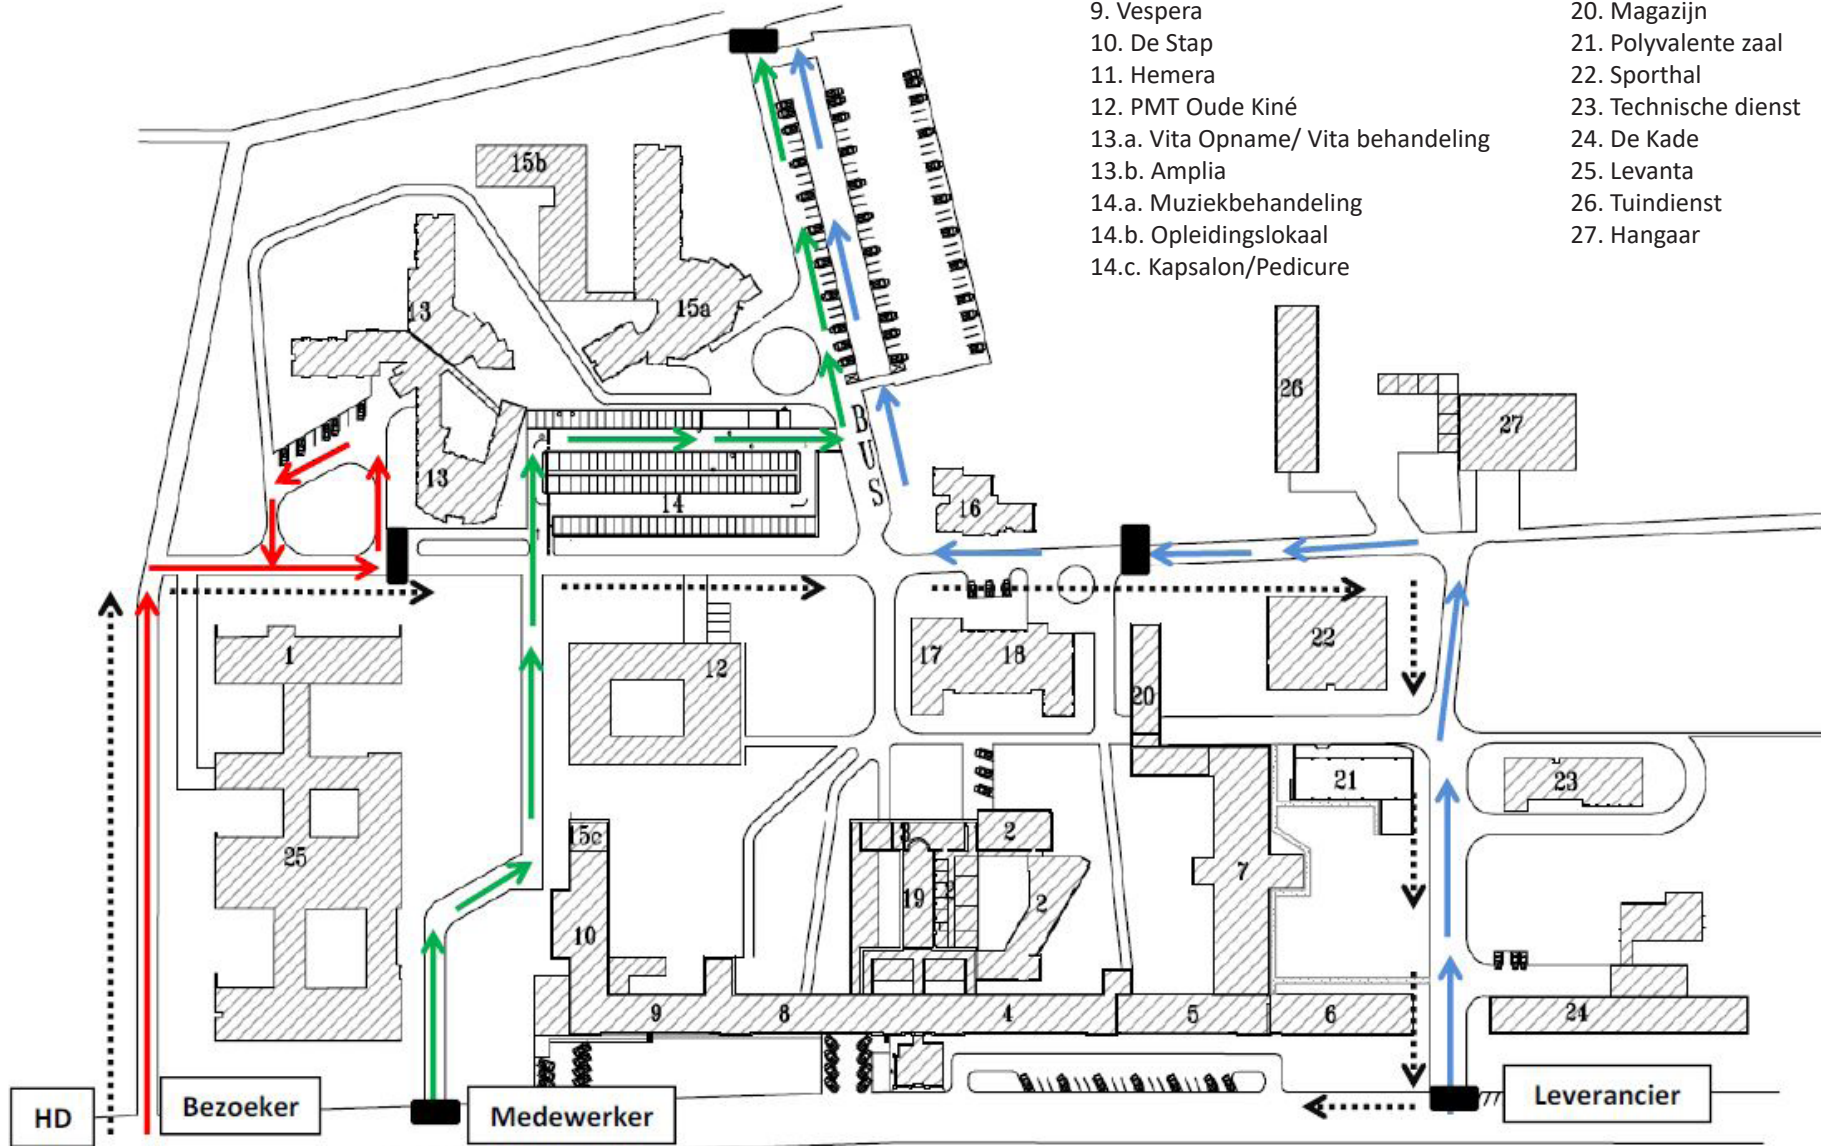 9. Vespera
10. De Stap
11. Hemera
12. PMT Oude Kiné
13.a. Vita Opname/ Vita behandeling
13.b. Amplia
14.a. Muziekbehandeling
14.b. Opleidingslokaal
14.c. Kapsalon/Pedicure
20. Magazijn
21. Polyvalente zaal
22. Sporthal
23. Technische dienst
24. De Kade
25. Levanta
26. Tuindienst
27. Hangaar
15b
13
15a
26
27
BUS
13
14
16
1
12
17
18
20
22
21
23
15c
3
2
25
19
2
7
10
9
8
4
5
6
24
HD
Bezoeker
Medewerker
Leverancier